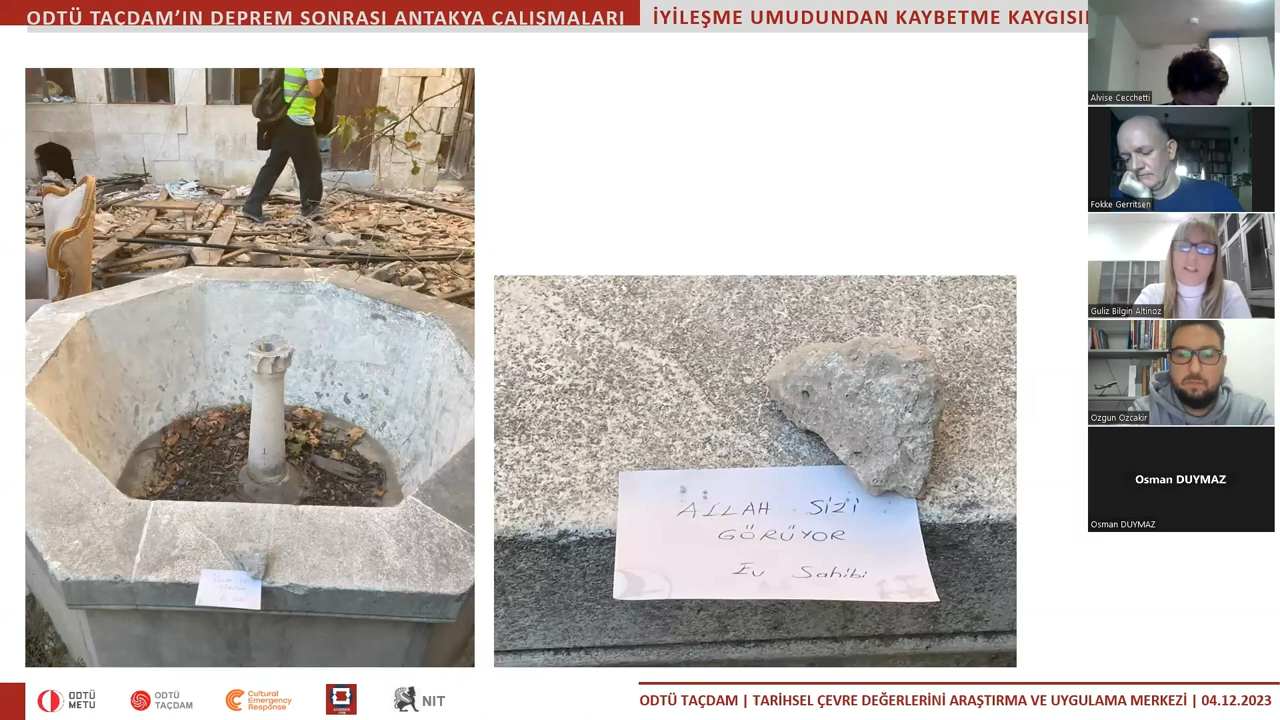 ODTÜ TAÇDAM’IN DEPREM SONRASI ANTAKYA ÇALIŞMALARI
İYİLEŞME UMUDUNDAN KAYBETME
Alvise Cecchetti
Fokke Gerritsen
Guliz Bilgin Altinoz
Ozgun Ozcakir
Osman DUYMAZ
Osman DUYMAZ
ALLAH SİZİ
GÖRÜYOR
Ev Sahibi
ODTÜ
METU
ODTÜ
TAÇDAM
Cultural
Emergency
Response
NIT
ODTÜ TAÇDAM | TARİHSEL ÇEVRE DEĞERLERİNİ ARAŞTIRMA VE UYGULAMA MERKEZİ | 04.12.2023